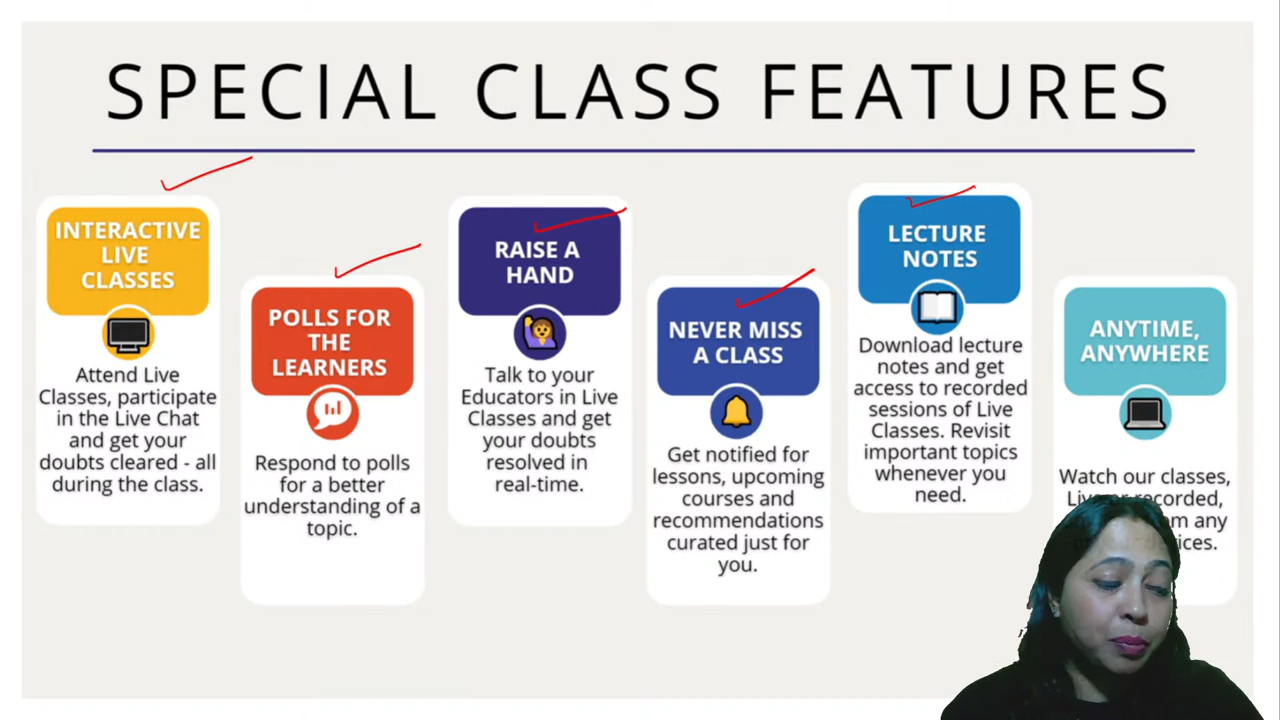 SPECIAL CLASS FEATURES
INTERACTIVE
LIVE
CLASSES
Attend Live
Classes, participate
in the Live Chat
and get your
doubts cleared - all
during the class.
POLLS FOR
THE
LEARNERS
Respond to polls
for a better
understanding of a
topic.
RAISE A
HAND
Talk to your
Educators in Live
Classes and get
your doubts
resolved in
real-time.
NEVER MISS
A CLASS
Get notified for
lessons, upcoming
courses and
recommendations
curated just for
you.
LECTURE
NOTES
Download lecture
notes and get
access to recorded
sessions of Live
Classes. Revisit
important topics
whenever you
need.
ANYTIME,
ANYWHERE
Watch our classes,
recorded,
any